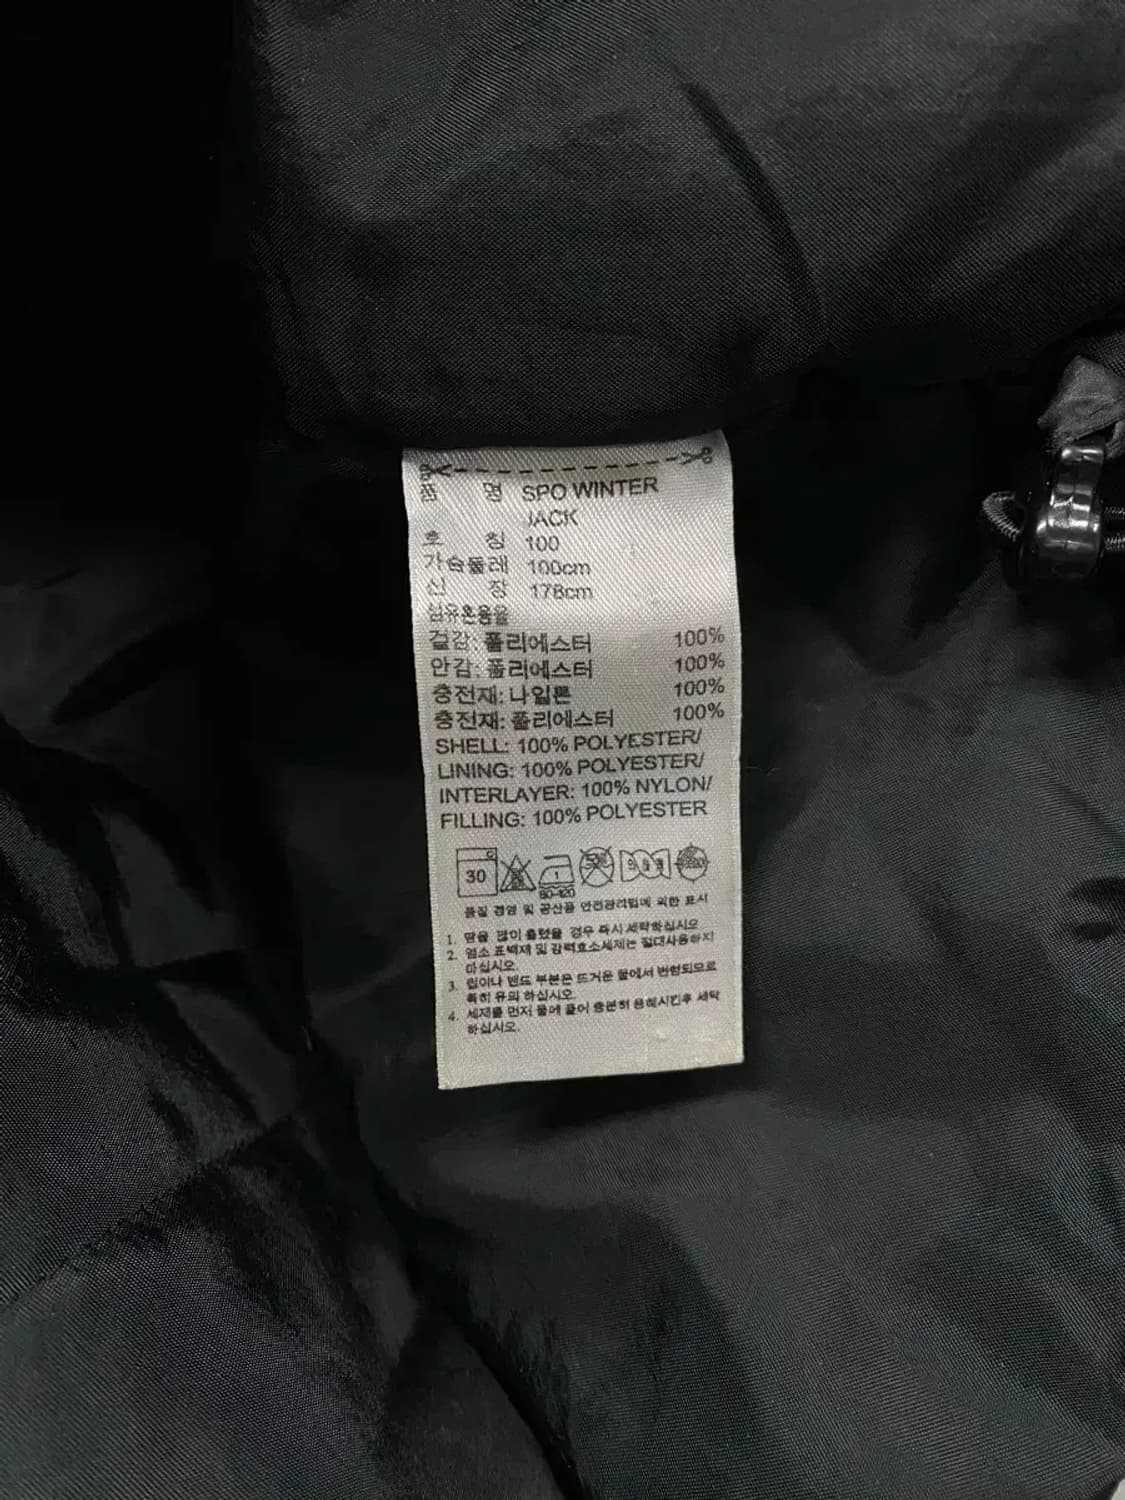 품 명 SPO WINTER
JACK
호 칭 100
가슴둘레 100cm
신 장 178cm
섬유혼용율
겉감: 폴리에스터 100%
안감: 폴리에스터 100%
충전재: 나일론 100%
충전재: 폴리에스터 100%
SHELL: 100% POLYESTER/
LINING: 100% POLYESTER/
INTERLAYER: 100% NYLON/
FILLING: 100% POLYESTER
30 1
80-120
품질 경영 및 공산품 안전관리법에 의한 표시
1. 땀을 많이 흘렸을 경우 즉시 세탁하십시오
2. 염소 표백재 및 강력효소세제는 절대사용하지
마십시오.
3. 립이나 밴드 부분은 뜨거운 물에서 변형되므로
특히 유의 하십시오.
4. 세제를 먼저 물에 풀어 충분히 용해시킨후 세탁
하십시오.